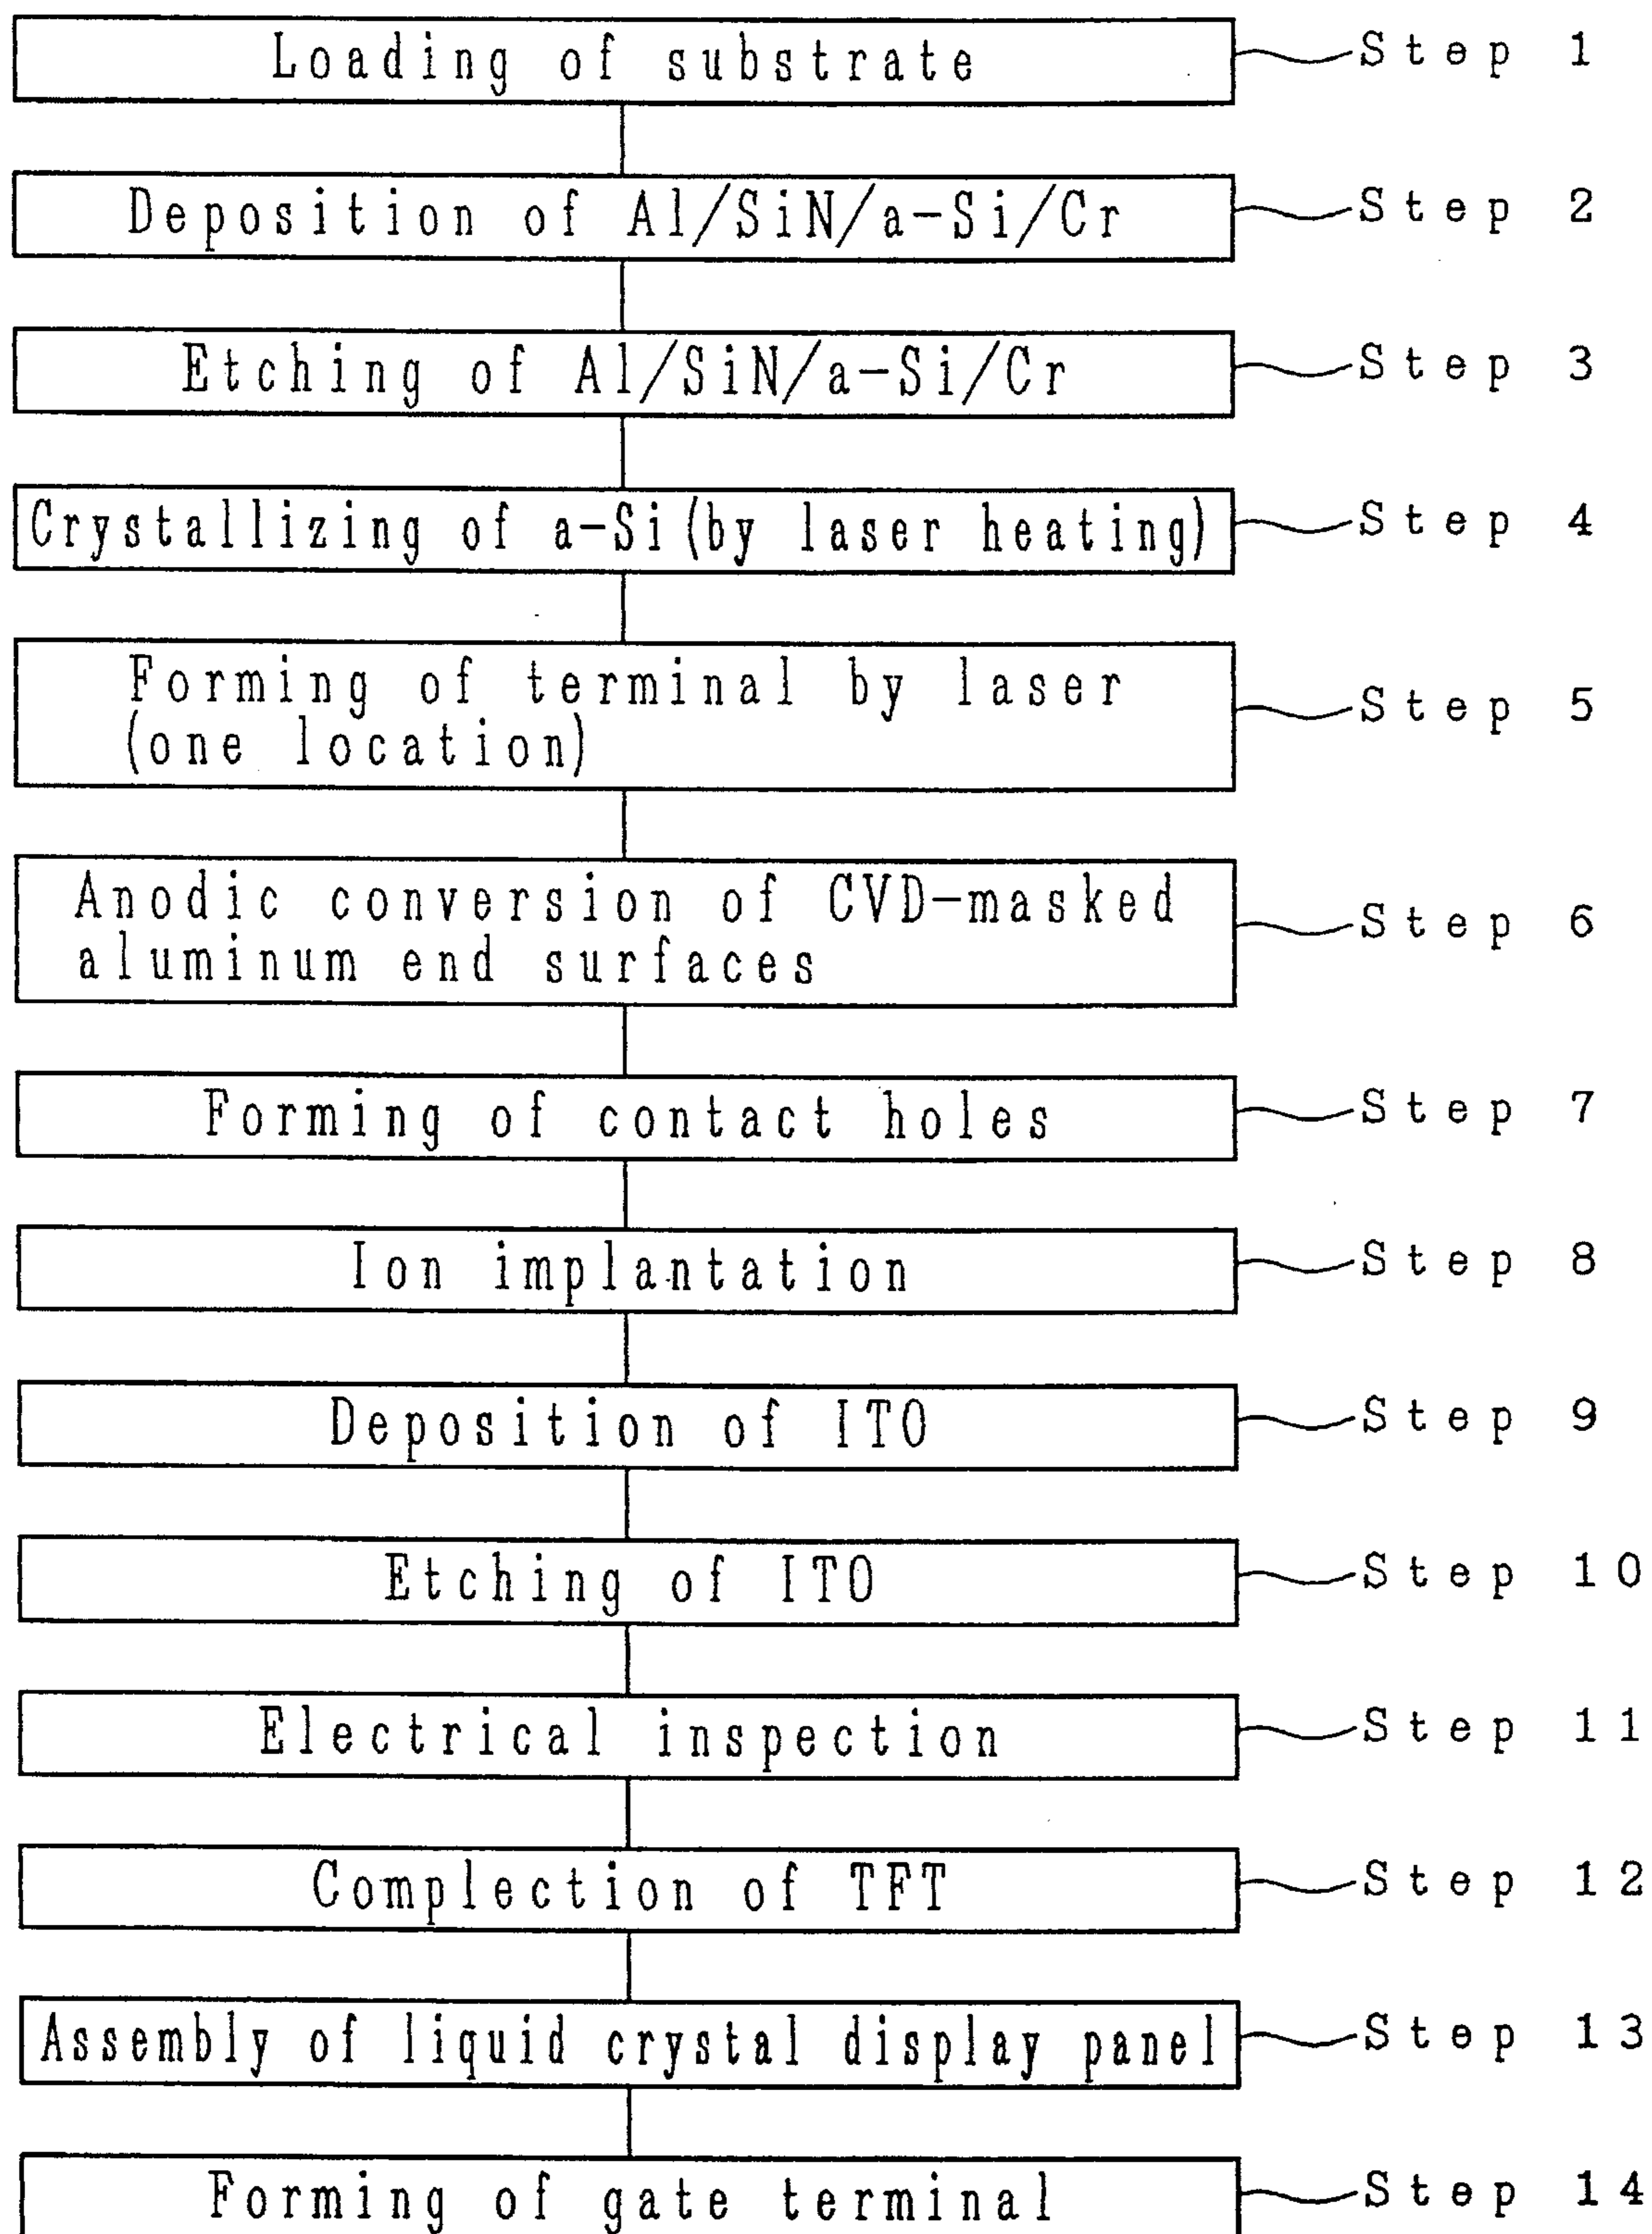 Loading of substrate Step 1
Deposition of Al/SiN/a-Si/Cr Step 2
Etching of Al/SiN/a-Si/Cr Step 3
Crystallizing of a-Si(by laser heating) Step 4
Forming of terminal by laser Step 5
(one location)
Anodic conversion of CVD-masked Step 6
aluminum end surfaces
Forming of contact holes Step 7
Ion implantation Step 8
Deposition of ITO Step 9
Etching of ITO Step 10
Electrical inspection Step 11
Complection of TFT Step 12
Assembly of liquid crystal display panel Step 13
Forming of gate terminal Step 14